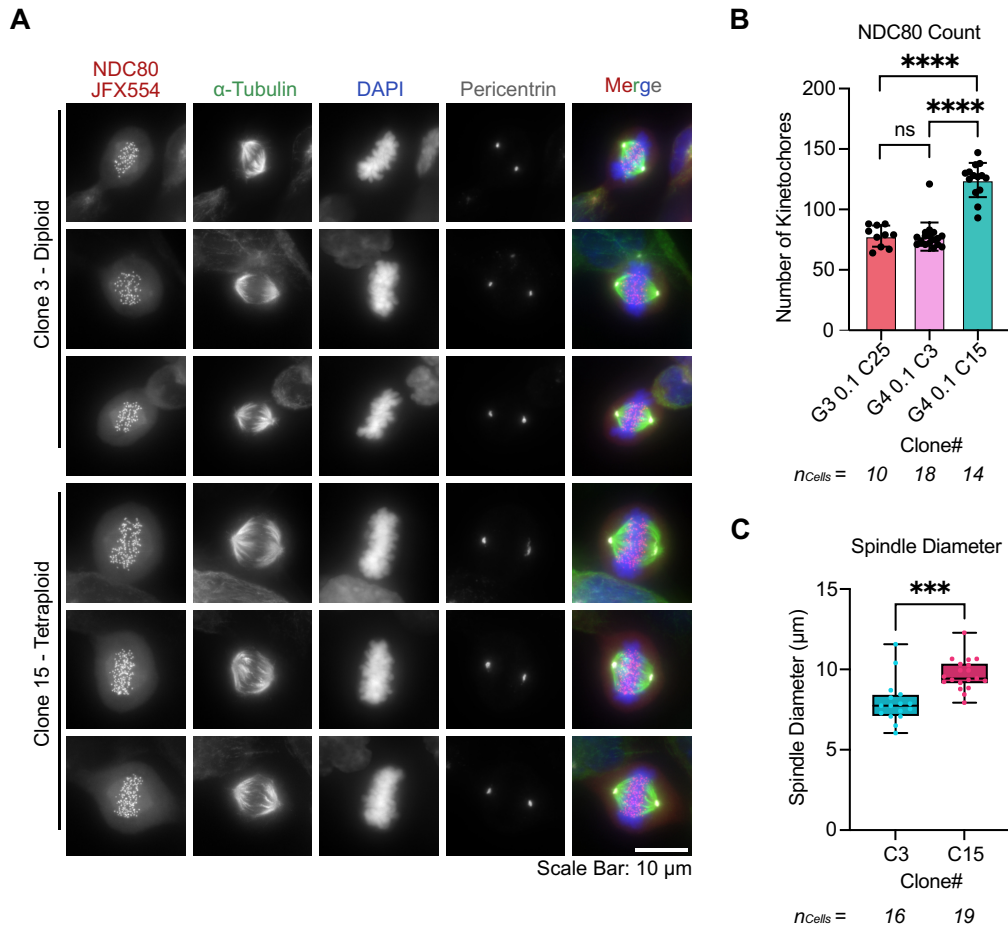 A
NDC80
JFX554
α-Tubulin
DAPI
Pericentrin
Merge
Clone 3 - Diploid
Clone 15 - Tetraploid
Scale Bar: 10 µm
B
NDC80 Count
****
****
ns
200
150
100
50
0
Number of Kinetochores
G3 0.1 C25
G4 0.1 C3
G4 0.1 C15
Clone#
nCells = 10 18 14
C
Spindle Diameter
***
15
10
5
0
Spindle Diameter (µm)
C3
C15
Clone#
nCells = 16 19